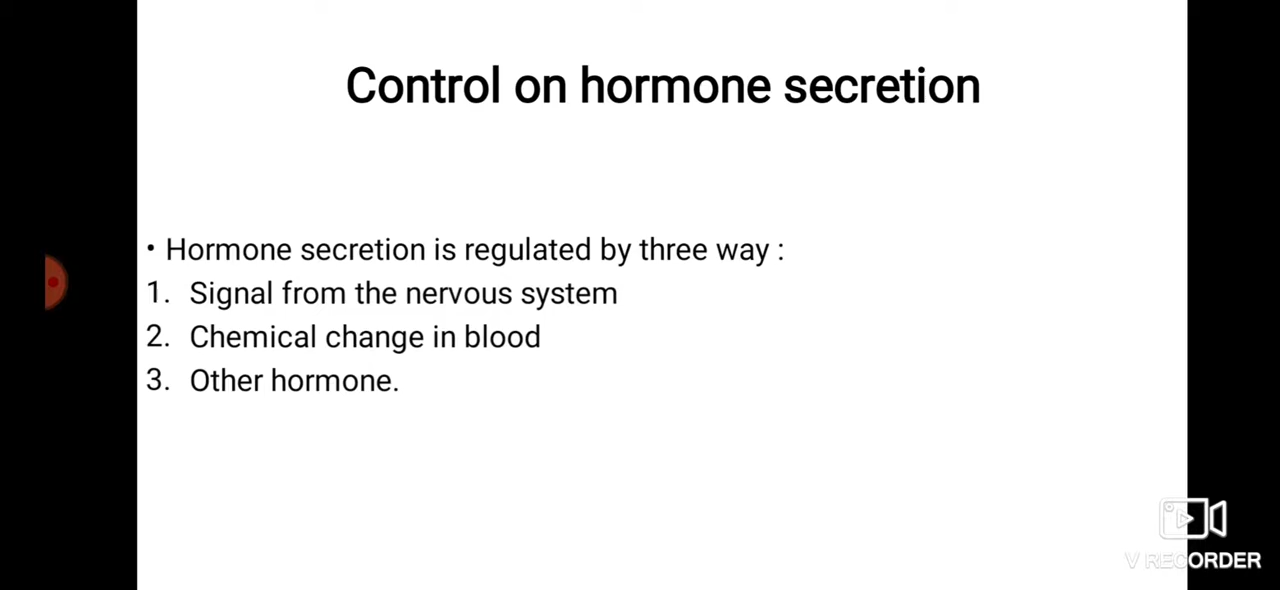 Control on hormone secretion
• Hormone secretion is regulated by three way :
1. Signal from the nervous system
2. Chemical change in blood
3. Other hormone.
V RECORDER